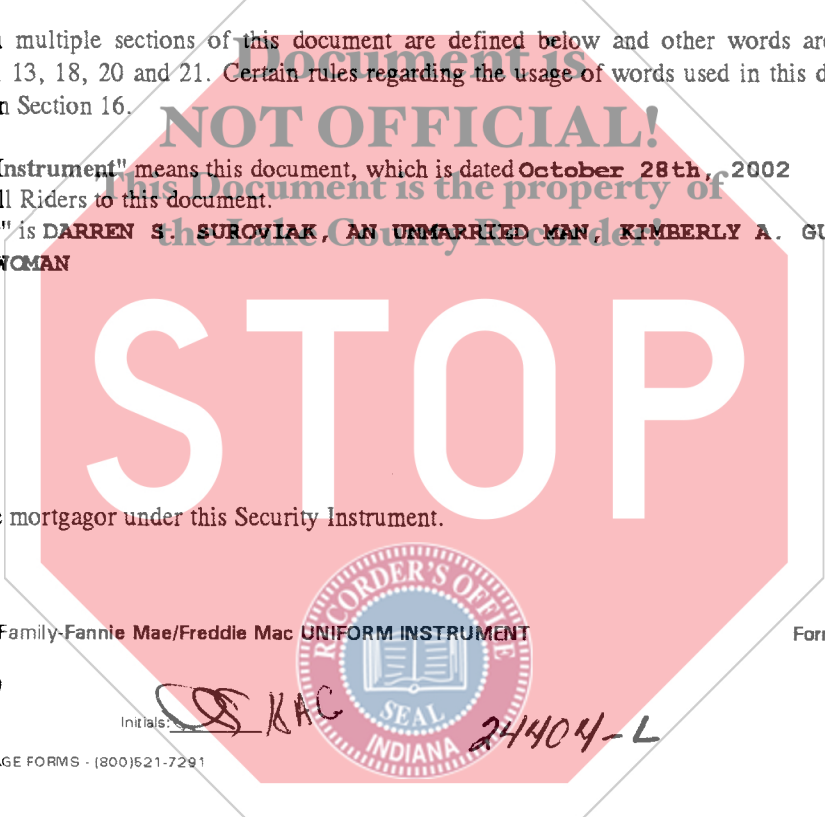 multiple sections of this document are defined below and other words are
Document is
13, 18, 20 and 21. Certain rules regarding the usage of words used in this d
n Section 16.
NOT OFFICIAL!
Instrument" means this document, which is dated October 28th, 2002
This Document is the property of
ll Riders to this document.
" is DARREN S. SUROVIAK, AN UNMARRIED MAN, KIMBERLY A. GU
the Lake County Recorder!
WOMAN
STOP
e mortgagor under this Security Instrument.
RECORDER'S OFFICE
Family-Fannie Mae/Freddie Mac UNIFORM INSTRUMENT
Form
SEAL
INDIANA
Initials:
KAG
24404-L
GE FORMS - (800)521-7291